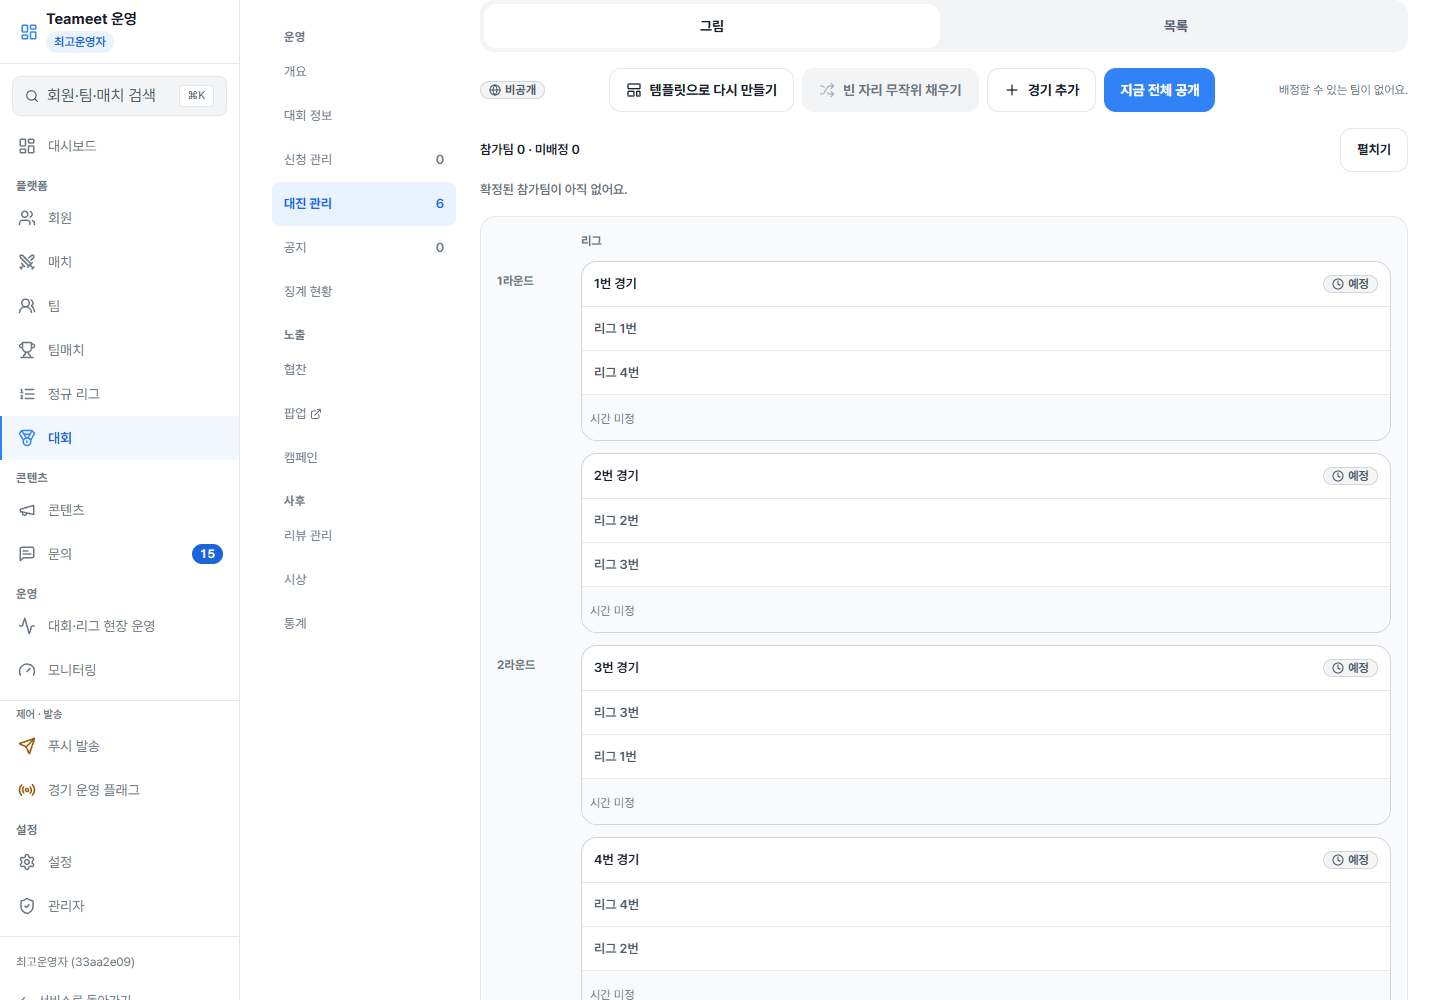 Teameet 운영
최고운영자
회원·팀·매치 검색
⌘K
대시보드
플랫폼
회원
매치
팀
팀매치
정규 리그
대회
콘텐츠
콘텐츠
문의
15
운영
대회·리그 현장 운영
모니터링
제어 · 발송
푸시 발송
경기 운영 플래그
설정
설정
관리자
최고운영자 (33aa2e09)
서비스로 돌아가기
운영
개요
대회 정보
신청 관리 0
대진 관리 6
공지 0
징계 현황
노출
협찬
팝업
캠페인
사후
리뷰 관리
시상
통계
그림 목록
비공개 템플릿으로 다시 만들기 빈 자리 무작위 채우기 경기 추가 지금 전체 공개 배정할 수 있는 팀이 없어요.
참가팀 0 · 미배정 0 펼치기
확정된 참가팀이 아직 없어요.
리그
1라운드
1번 경기 예정
리그 1번
리그 4번
시간 미정
2번 경기 예정
리그 2번
리그 3번
시간 미정
2라운드
3번 경기 예정
리그 3번
리그 1번
시간 미정
4번 경기 예정
리그 4번
리그 2번
시간 미정